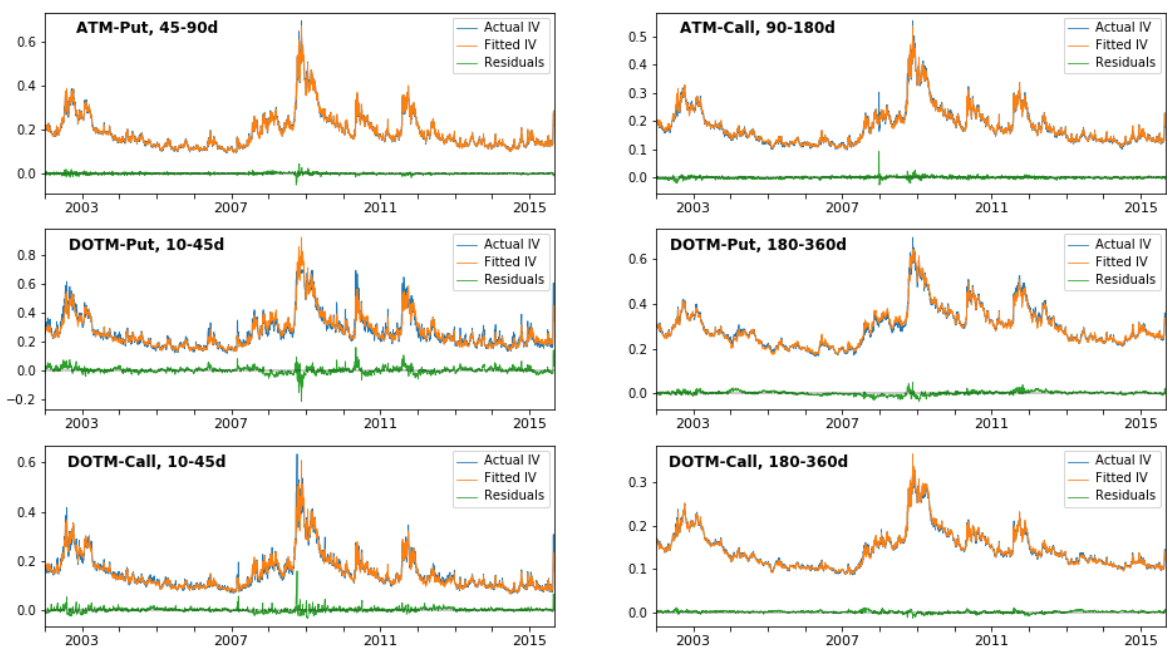 ATM-Put, 45-90d
Actual IV
Fitted IV
Residuals
0.6
0.4
0.2
0.0
2003
2007
2011
2015
ATM-Call, 90-180d
Actual IV
Fitted IV
Residuals
0.5
0.4
0.3
0.2
0.1
0.0
2003
2007
2011
2015
DOTM-Put, 10-45d
Actual IV
Fitted IV
Residuals
0.8
0.6
0.4
0.2
0.0
−0.2
2003
2007
2011
2015
DOTM-Put, 180-360d
Actual IV
Fitted IV
Residuals
0.6
0.4
0.2
0.0
2003
2007
2011
2015
DOTM-Call, 10-45d
Actual IV
Fitted IV
Residuals
0.6
0.4
0.2
0.0
2003
2007
2011
2015
DOTM-Call, 180-360d
Actual IV
Fitted IV
Residuals
0.3
0.2
0.1
0.0
2003
2007
2011
2015